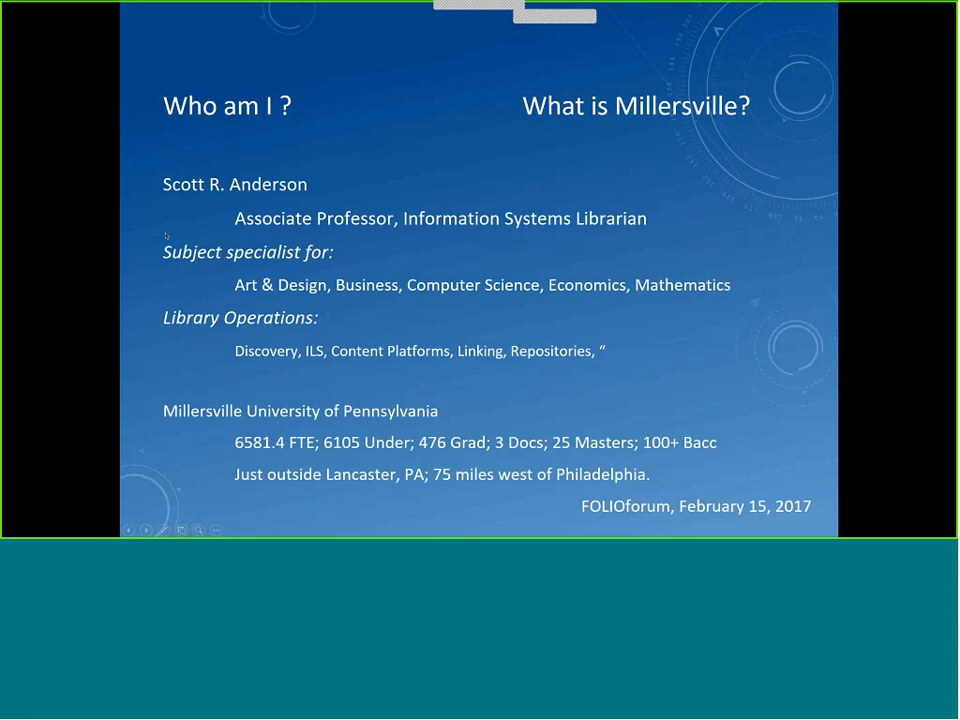 Who am I ? What is Millersville?
Scott R. Anderson
Associate Professor, Information Systems Librarian
Subject specialist for:
Art & Design, Business, Computer Science, Economics, Mathematics
Library Operations:
Discovery, ILS, Content Platforms, Linking, Repositories, “
Millersville University of Pennsylvania
6581.4 FTE; 6105 Under; 476 Grad; 3 Docs; 25 Masters; 100+ Bacc
Just outside Lancaster, PA; 75 miles west of Philadelphia.
FOLIOforum, February 15, 2017